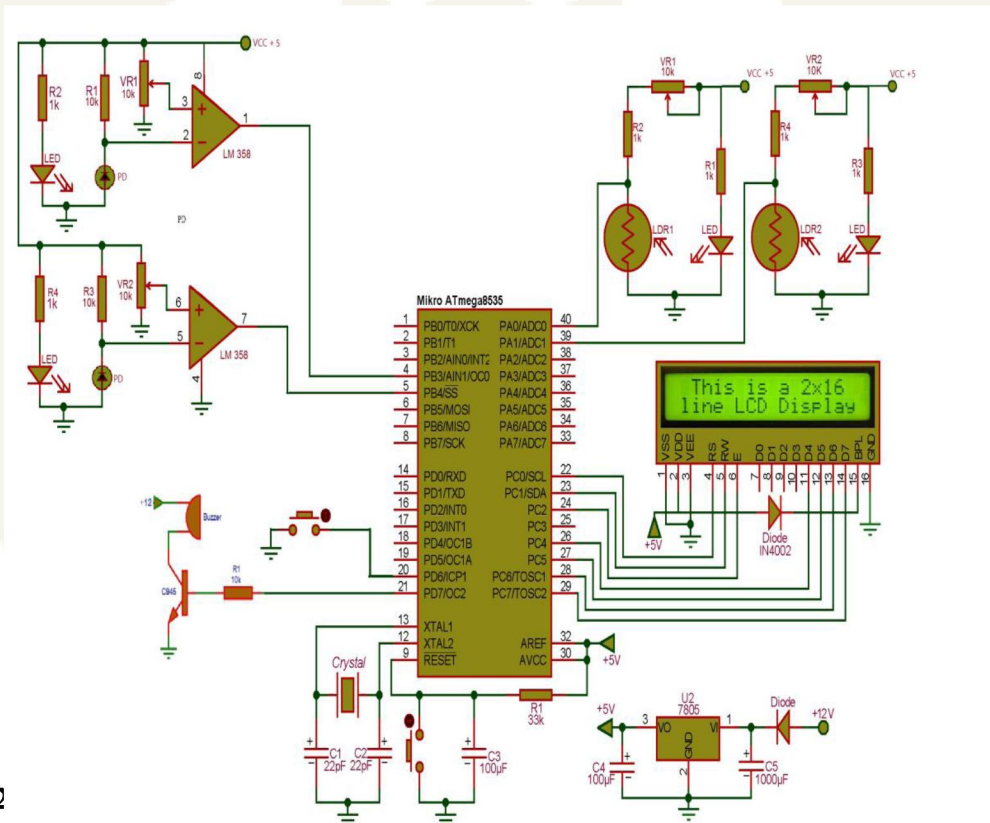 VCC + 5
R2
1k
R1
10k
VR1
10k
8
3
2
1
LM 358
LED
PD
PD
R4
1k
R3
10k
VR2
10k
6
5
7
4
LM 358
LED
PD
VR1
10k
VCC +5
R2
1k
R1
1k
LDR1
LED
VR2
10K
VCC +5
R4
1k
R3
1k
LDR2
LED
Mikro ATmega8535
1 PB0/T0/XCK PA0/ADC0 40
2 PB1/T1 PA1/ADC1 39
3 PB2/AIN0/INT2 PA2/ADC2 38
4 PB3/AIN1/OC0 PA3/ADC3 37
5 PB4/SS PA4/ADC4 36
6 PB5/MOSI PA5/ADC5 35
7 PB6/MISO PA6/ADC6 34
8 PB7/SCK PA7/ADC7 33
14 PD0/RXD PC0/SCL 22
15 PD1/TXD PC1/SDA 23
16 PD2/INT0 PC2 24
17 PD3/INT1 PC3 25
18 PD4/OC1B PC4 26
19 PD5/OC1A PC5 27
20 PD6/ICP1 PC6/TOSC1 28
21 PD7/OC2 PC7/TOSC2 29
13 XTAL1
12 XTAL2 AREF 32
9 RESET AVCC 30
+5V
This is a 2x16
line LCD Display
VSS VDD VEE RS RW E D0 D1 D2 D3 D4 D5 D6 D7 BPL GND
1 2 3 4 5 6 7 8 9 10 11 12 13 14 15 16
+5V
Diode
IN4002
+12
Buzzer
C945
R1
10k
Crystal
C1
22pF
C2
22pF
C3
100µF
R1
33k
U2
7805
+5V
3 VO VI 1
GND
2
Diode
+12V
C4
100µF
C5
1000µF